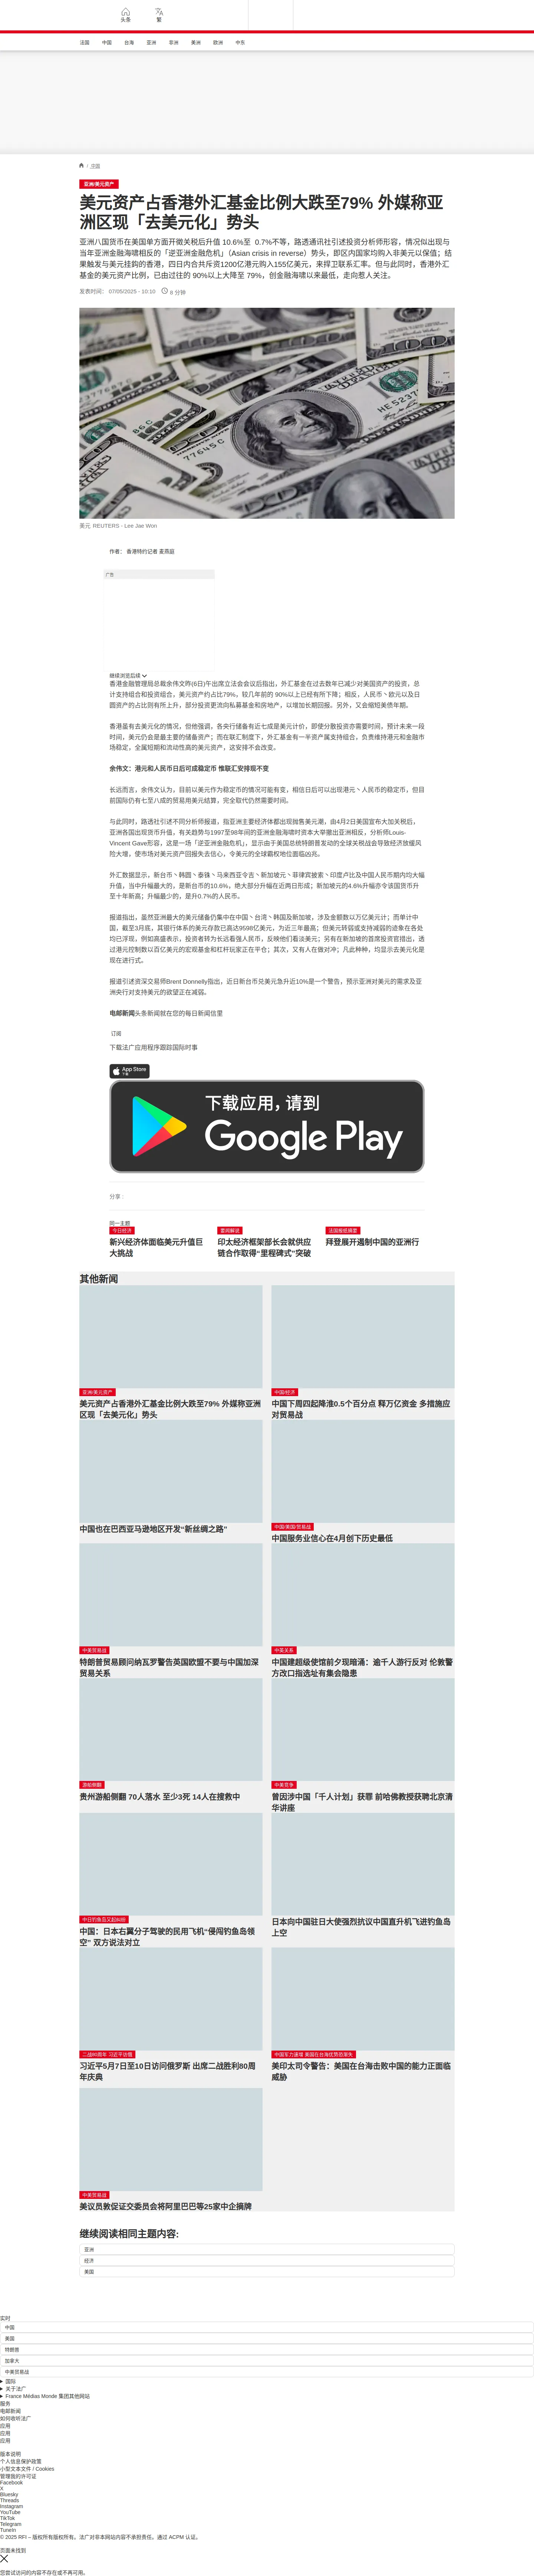 头条
繁
法国
中国
台海
亚洲
非洲
美洲
欧洲
中东
/ 中国
亚洲/美元资产
美元资产占香港外汇基金比例大跌至79% 外媒称亚
洲区现「去美元化」势头
亚洲八国货币在美国单方面开徵关税后升值 10.6%至 0.7%不等，路透通讯社引述投资分析师形容，情况似出现与
当年亚洲金融海啸相反的「逆亚洲金融危机」（Asian crisis in reverse）势头，即区内国家均购入非美元以保值；结
果触发与美元挂鈎的香港，四日内合共斥资1200亿港元购入155亿美元，来捍卫联系汇率。但与此同时，香港外汇
基金的美元资产比例，已由过往的 90%以上大降至 79%，创金融海啸以来最低，走向惹人关注。
发表时间： 07/05/2025 - 10:10
8 分钟
美元 REUTERS - Lee Jae Won
作者： 香港特约记者 麦燕庭
广告
继续浏览后续
香港金融管理局总裁余伟文昨(6日)午出席立法会会议后指出，外汇基金在过去数年已减少对美国资产的投资，总
计支持组合和投资组合，美元资产约占比79%，较几年前的 90%以上已经有所下降；相反，人民币丶欧元以及日
圆资产的占比则有所上升，部分投资更流向私募基金和房地产，以增加长期回报。另外，又会缩短美债年期。
香港虽有去美元化的情况，但他强调，各央行储备有近七成是美元计价，即使分散投资亦需要时间，预计未来一段
时间，美元仍会是最主要的储备资产；而在联汇制度下，外汇基金有一半资产属支持组合，负责维持港元和金融市
场稳定，全属短期和流动性高的美元资产，这安排不会改变。
余伟文：港元和人民币日后可成稳定币 惟联汇安排现不变
长远而言，余伟文认为，目前以美元作为稳定币的情况可能有变，相信日后可以出现港元丶人民币的稳定币，但目
前国际仍有七至八成的贸易用美元结算，完全取代仍然需要时间。
与此同时，路透社引述不同分析师报道，指亚洲主要经济体都出现抛售美元潮，由4月2日美国宣布大加关税后，
亚洲各国出现货币升值，有关趋势与1997至98年间的亚洲金融海啸时资本大举撤出亚洲相反，分析师Louis-
Vincent Gave形容，这是一场「逆亚洲金融危机」，显示由于美国总统特朗普发动的全球关税战会导致经济放缓风
险大增，使市场对美元资产回报失去信心，令美元的全球霸权地位面临凶兆。
外汇数据显示，新台币丶韩圆丶泰铢丶马来西亚令吉丶新加坡元丶菲律宾披索丶印度卢比及中国人民币期内均大幅
升值，当中升幅最大的，是新台币的10.6%，绝大部分升幅在近两日形成；新加坡元的4.6%升幅亦令该国货币升
至十年新高；升幅最少的，是升0.7%的人民币。
报道指出，虽然亚洲最大的美元储备仍集中在中国丶台湾丶韩国及新加坡，涉及金额数以万亿美元计；而单计中
国，截至3月底，其银行体系的美元存款已高达9598亿美元，为近三年最高；但美元转弱或支持减弱的迹象在各处
均已浮现，例如高盛表示，投资者转为长远看强人民币，反映他们看淡美元；另有在新加坡的首席投资官措出，透
过港元控制数以百亿美元的宏观基金和杠杆玩家正在平仓；其次，又有人在做对冲；凡此种种，均显示去美元化是
现在进行式。
报道引述资深交易师Brent Donnelly指出，近日新台币兑美元急升近10%是一个警告，预示亚洲对美元的需求及亚
洲央行对支持美元的欲望正在减弱。
电邮新闻头条新闻就在您的每日新闻信里
订阅
下载法广应用程序跟踪国际时事
App Store
下载应用，请到
Google Play
分享 :
同一主题
今日经济
新兴经济体面临美元升值巨
大挑战
要闻解说
印太经济框架部长会就供应
链合作取得“里程碑式”突破
法国报纸摘要
拜登展开遏制中国的亚洲行
其他新闻
亚洲/美元资产
美元资产占香港外汇基金比例大跌至79% 外媒称亚洲
区现「去美元化」势头
中国/经济
中国下周四起降准0.5个百分点 释万亿资金 多措施应
对贸易战
中国也在巴西亚马逊地区开发“新丝绸之路”
中国/美国/贸易战
中国服务业信心在4月创下历史最低
中美贸易战
特朗普贸易顾问纳瓦罗警告英国欧盟不要与中国加深
贸易关系
中英关系
中国建超级使馆前夕现暗涌：逾千人游行反对 伦敦警
方改口指选址有集会隐患
游船侧翻
贵州游船侧翻 70人落水 至少3死 14人在搜救中
中美竞争
曾因涉中国「千人计划」获罪 前哈佛教授获聘北京清
华讲座
中日钓鱼岛又起纠纷
中国：日本右翼分子驾驶的民用飞机“侵闯钓鱼岛领
空” 双方说法对立
日本向中国驻日大使强烈抗议中国直升机飞进钓鱼岛
上空
二战80周年 习近平访俄
习近平5月7日至10日访问俄罗斯 出席二战胜利80周
年庆典
中国军力速增 美国在台海优势恐渐失
美印太司令警告：美国在台海击败中国的能力正面临
威胁
中美贸易战
美议员敦促证交委员会将阿里巴巴等25家中企摘牌
继续阅读相同主题内容:
亚洲
经济
美国
实时
中国
美国
特朗普
加拿大
中美贸易战
国际
关于法广
France Médias Monde 集团其他网站
服务
电邮新闻
如何收听法广
应用
应用
应用
版本说明
个人信息保护政策
小型文本文件 / Cookies
管理我的许可证
Facebook
X
Bluesky
Threads
Instagram
YouTube
TikTok
Telegram
TuneIn
© 2025 RFI – 版权所有版权所有。法广对非本网站内容不承担责任。通过 ACPM 认证。
页面未找到
您尝试访问的内容不存在或不再可用。